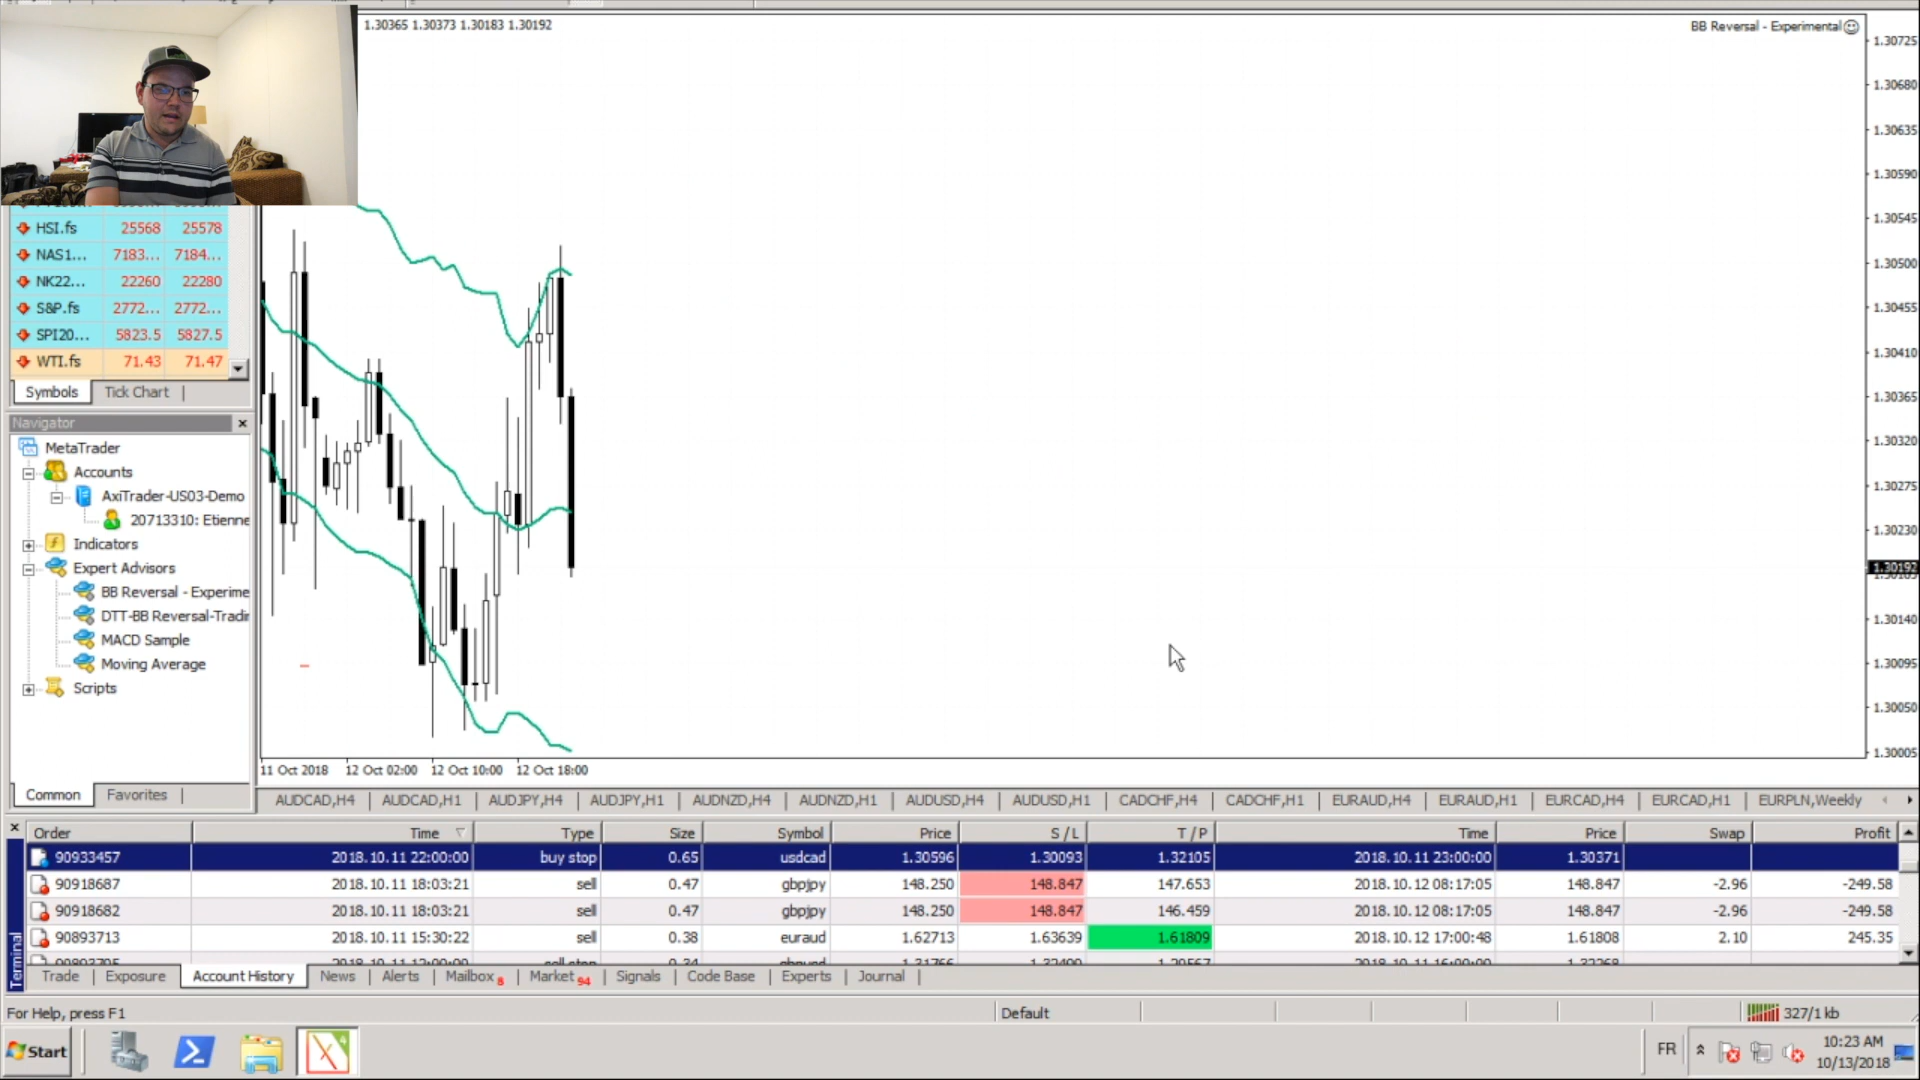 1.30365 1.30373 1.30183 1.30192
BB Reversal - Experimental
1.30725
1.30680
1.30635
1.30590
1.30545
1.30500
1.30455
1.30410
1.30365
1.30320
1.30275
1.30230
1.30192
1.30140
1.30095
1.30050
1.30005
HSI.fs 25568 25578
NAS1... 7183... 7184...
NK22... 22260 22280
S&P.fs 2772... 2772...
SPI20... 5823.5 5827.5
WTI.fs 71.43 71.47
Symbols Tick Chart
Navigator
MetaTrader
Accounts
AxiTrader-US03-Demo
20713310: Etienne
Indicators
Expert Advisors
BB Reversal - Experime
DTT-BB Reversal-Tradin
MACD Sample
Moving Average
Scripts
Common Favorites
11 Oct 2018 12 Oct 02:00 12 Oct 10:00 12 Oct 18:00
AUDCAD,H4 AUDCAD,H1 AUDJPY,H4 AUDJPY,H1 AUDNZD,H4 AUDNZD,H1 AUDUSD,H4 AUDUSD,H1 CADCHF,H4 CADCHF,H1 EURAUD,H4 EURAUD,H1 EURCAD,H4 EURCAD,H1 EURPLN,Weekly
Order Time Type Size Symbol Price S / L T / P Time Price Swap Profit
90933457 2018.10.11 22:00:00 buy stop 0.65 usdcad 1.30596 1.30093 1.32105 2018.10.11 23:00:00 1.30371
90918687 2018.10.11 18:03:21 sell 0.47 gbpjpy 148.250 148.847 147.653 2018.10.12 08:17:05 148.847 -2.96 -249.58
90918682 2018.10.11 18:03:21 sell 0.47 gbpjpy 148.250 148.847 146.459 2018.10.12 08:17:05 148.847 -2.96 -249.58
90893713 2018.10.11 15:30:22 sell 0.38 euraud 1.62713 1.63639 1.61809 2018.10.12 17:00:48 1.61808 2.10 245.35
Terminal
Trade Exposure Account History News Alerts Mailbox 8 Market 94 Signals Code Base Experts Journal
For Help, press F1 Default 327/1 kb
Start FR 10:23 AM
10/13/2018